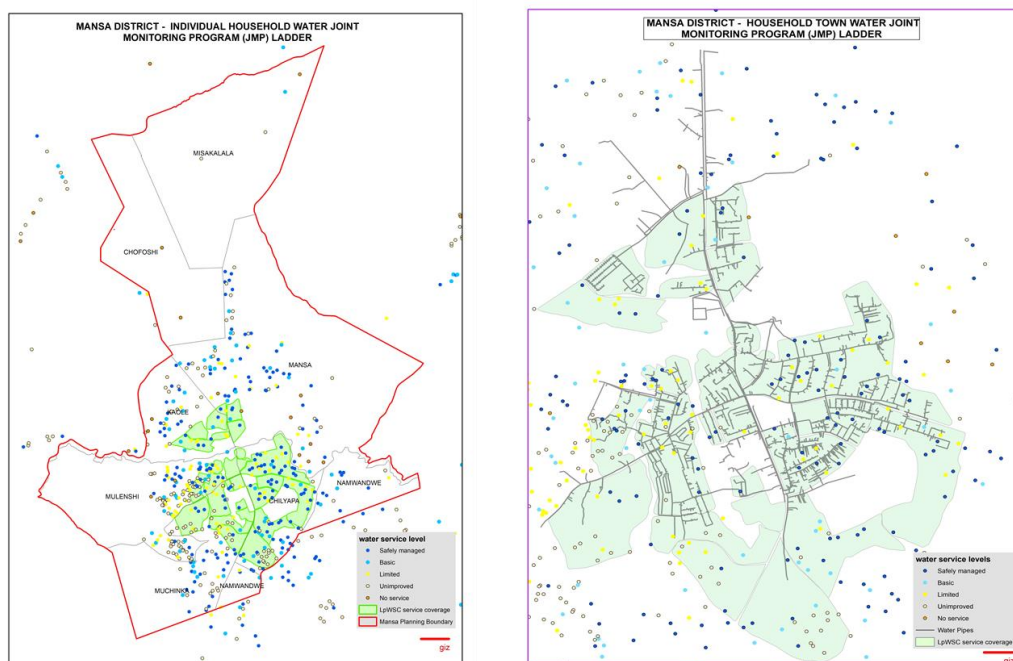 MANSA DISTRICT - INDIVIDUAL HOUSEHOLD WATER JOINT
MONITORING PROGRAM (JMP) LADDER
MISAKALALA
CHOFOSHI
MANSA
KAOLE
MULENSHI
CHILYAPA
NAMWANDWE
MUCHINKA
NAMWANDWE
water service level
Safely managed
Basic
Limited
Unimproved
No service
LpWSC service coverage
Mansa Planning Boundary
giz
MANSA DISTRICT - HOUSEHOLD TOWN WATER JOINT
MONITORING PROGRAM (JMP) LADDER
water service levels
Safely managed
Basic
Limited
Unimproved
No service
Water Pipes
LpWSC service coverage
giz